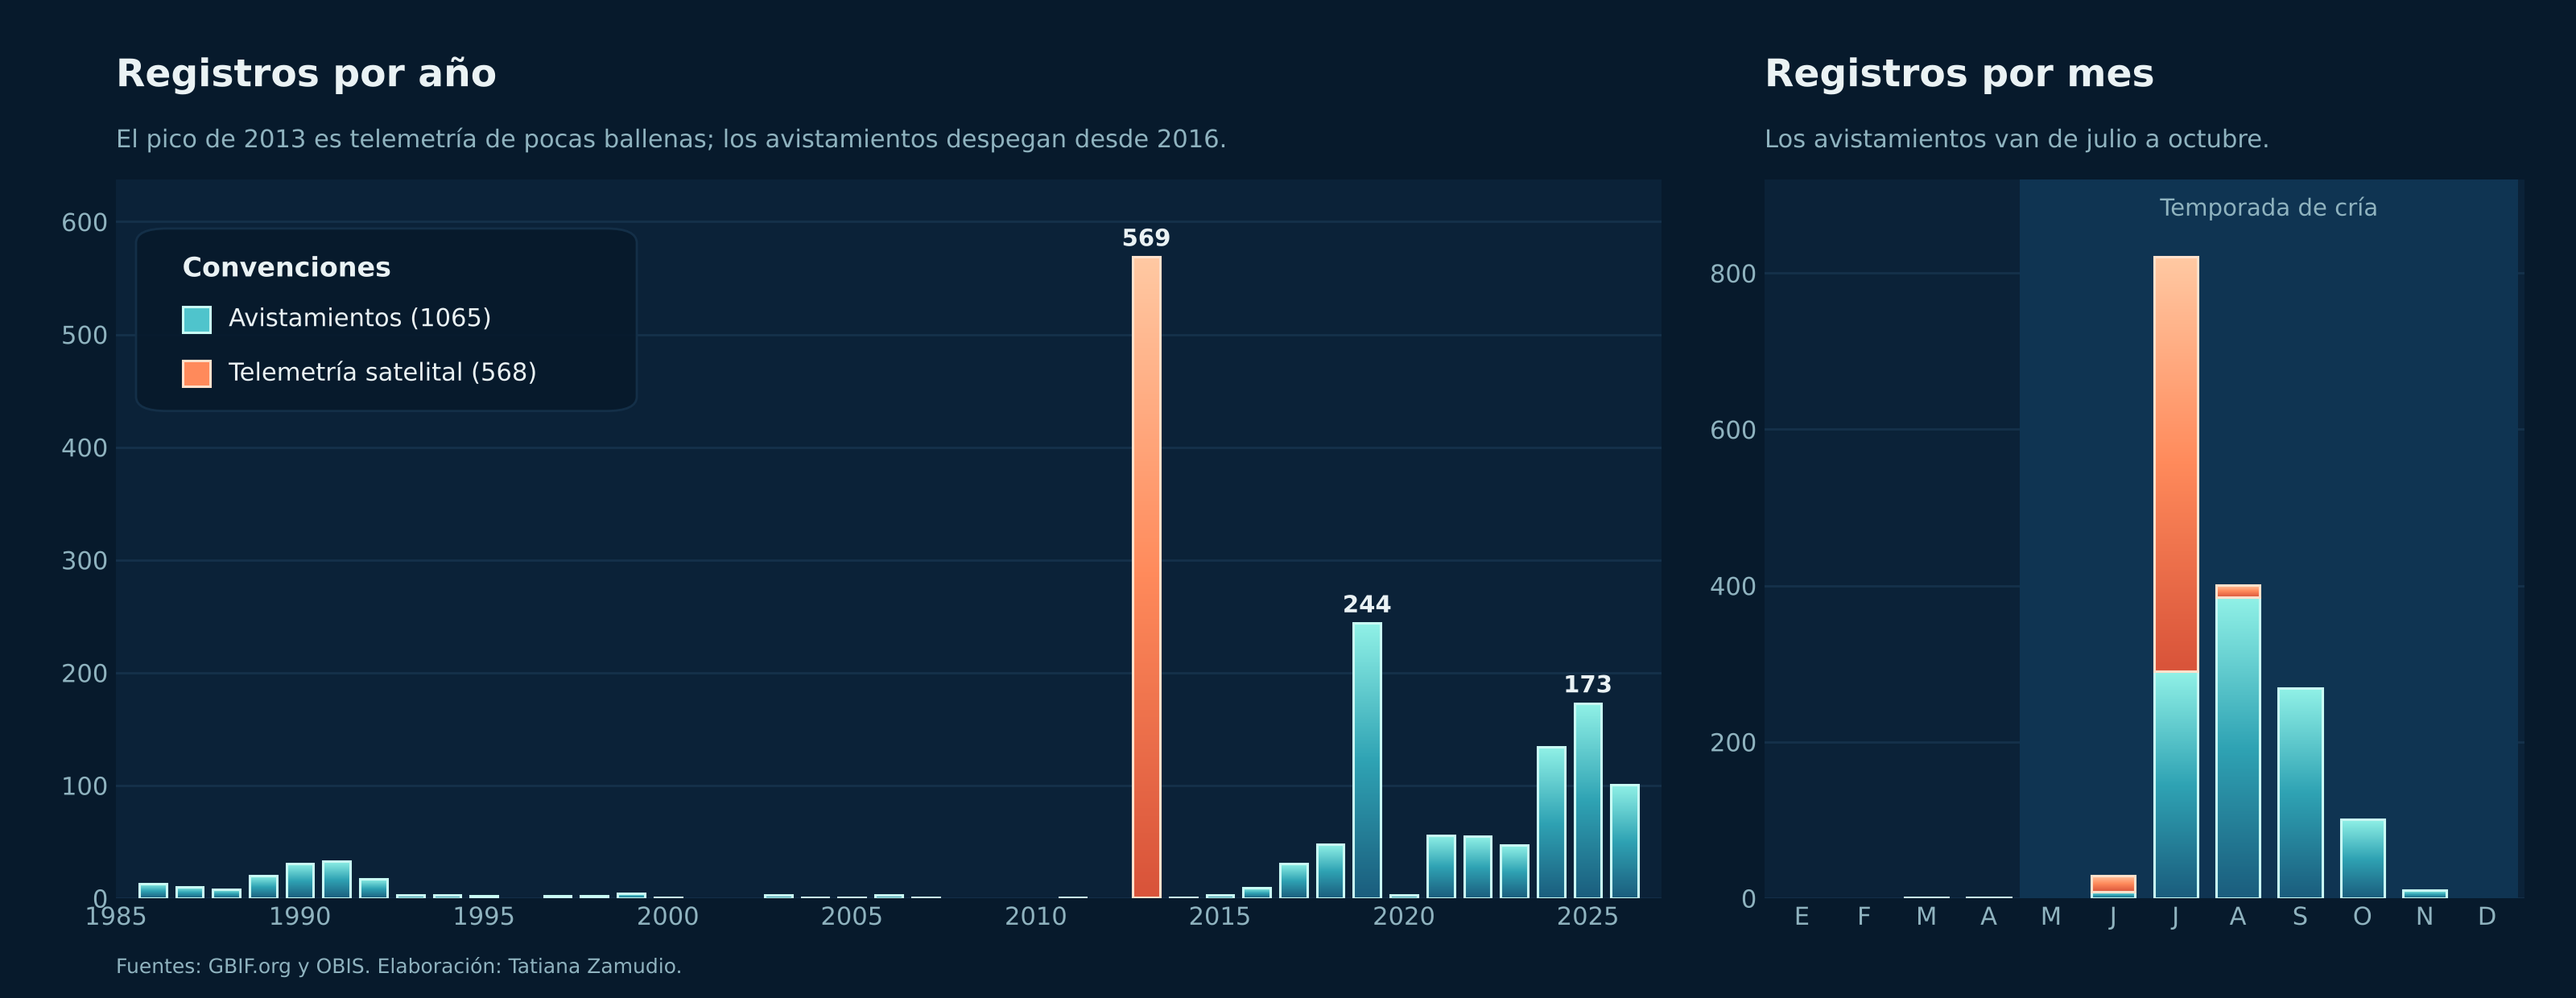 Registros por año
El pico de 2013 es telemetría de pocas ballenas; los avistamientos despegan desde 2016.
600
500
400
300
200
100
0
Convenciones
Avistamientos (1065)
Telemetría satelital (568)
569
244
173
1985 1990 1995 2000 2005 2010 2015 2020 2025
Registros por mes
Los avistamientos van de julio a octubre.
Temporada de cría
800
600
400
200
0
E F M A M J J A S O N D
Fuentes: GBIF.org y OBIS. Elaboración: Tatiana Zamudio.